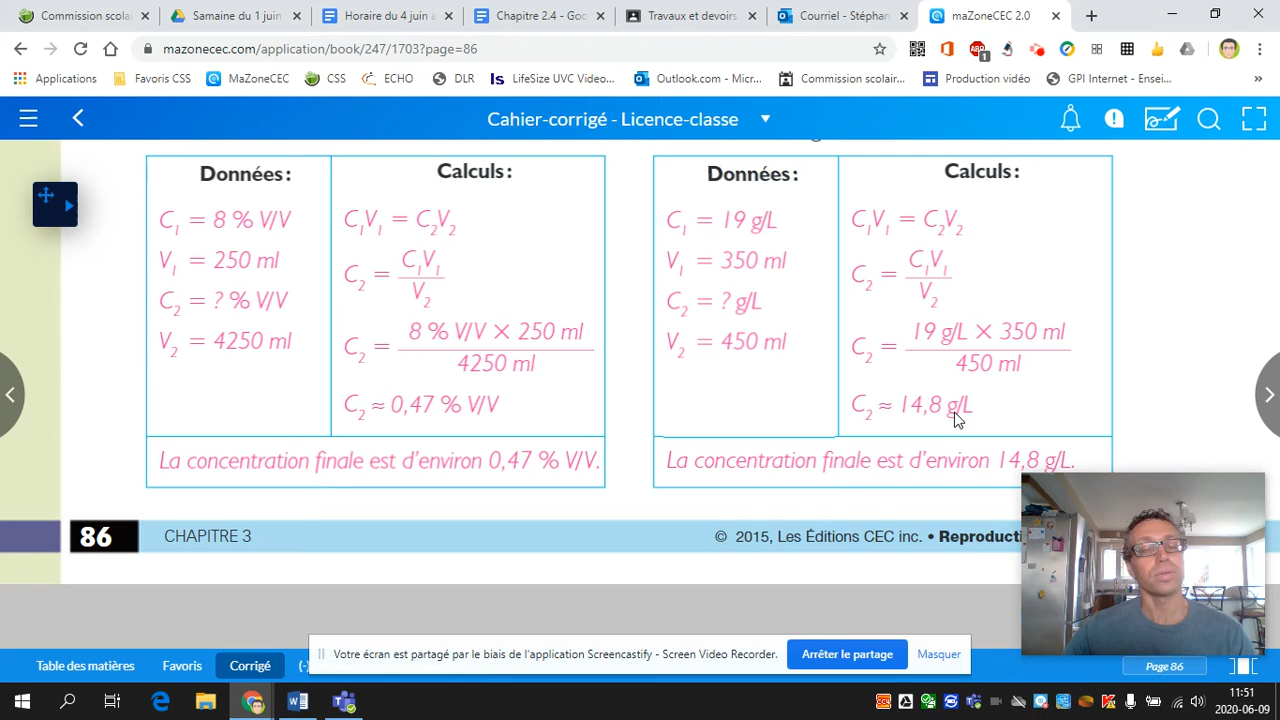 Commission scola
Samaine du 1 juin
Horaire du 4 juin a
Chapitre 2.4 - Goo
Travaux et devoirs
Courriel - Stéphan
maZoneCEC 2.0
mazonecec.com/application/book/247/1703?page=86
Applications
Favoris CSS
MaZoneCEC
CSS
ECHO
DLR
LifeSize UVC Video...
Outlook.com - Micr...
Commission scolair...
Production vidéo
GPI Internet - Ensei...
»
Cahier-corrigé - Licence-classe
Données :
C₁ = 8 % V/V
V₁ = 250 ml
C₂ = ? % V/V
V₂ = 4250 ml
Calculs :
C₁V₁ = C₂V₂
C₂ = C₁V₁ / V₂
C₂ = 8 % V/V × 250 ml / 4250 ml
C₂ ≈ 0,47 % V/V
La concentration finale est d'environ 0,47 % V/V.
Données :
C₁ = 19 g/L
V₁ = 350 ml
C₂ = ? g/L
V₂ = 450 ml
Calculs :
C₁V₁ = C₂V₂
C₂ = C₁V₁ / V₂
C₂ = 19 g/L × 350 ml / 450 ml
C₂ ≈ 14,8 g/L
La concentration finale est d'environ 14,8 g/L.
86 CHAPITRE 3
© 2015, Les Éditions CEC inc. • Reproducti
Votre écran est partagé par le biais de l'application Screencastify - Screen Video Recorder.
Arrêter le partage
Masquer
Table des matières
Favoris
Corrigé
(-)
Page 86
11:51
2020-06-09